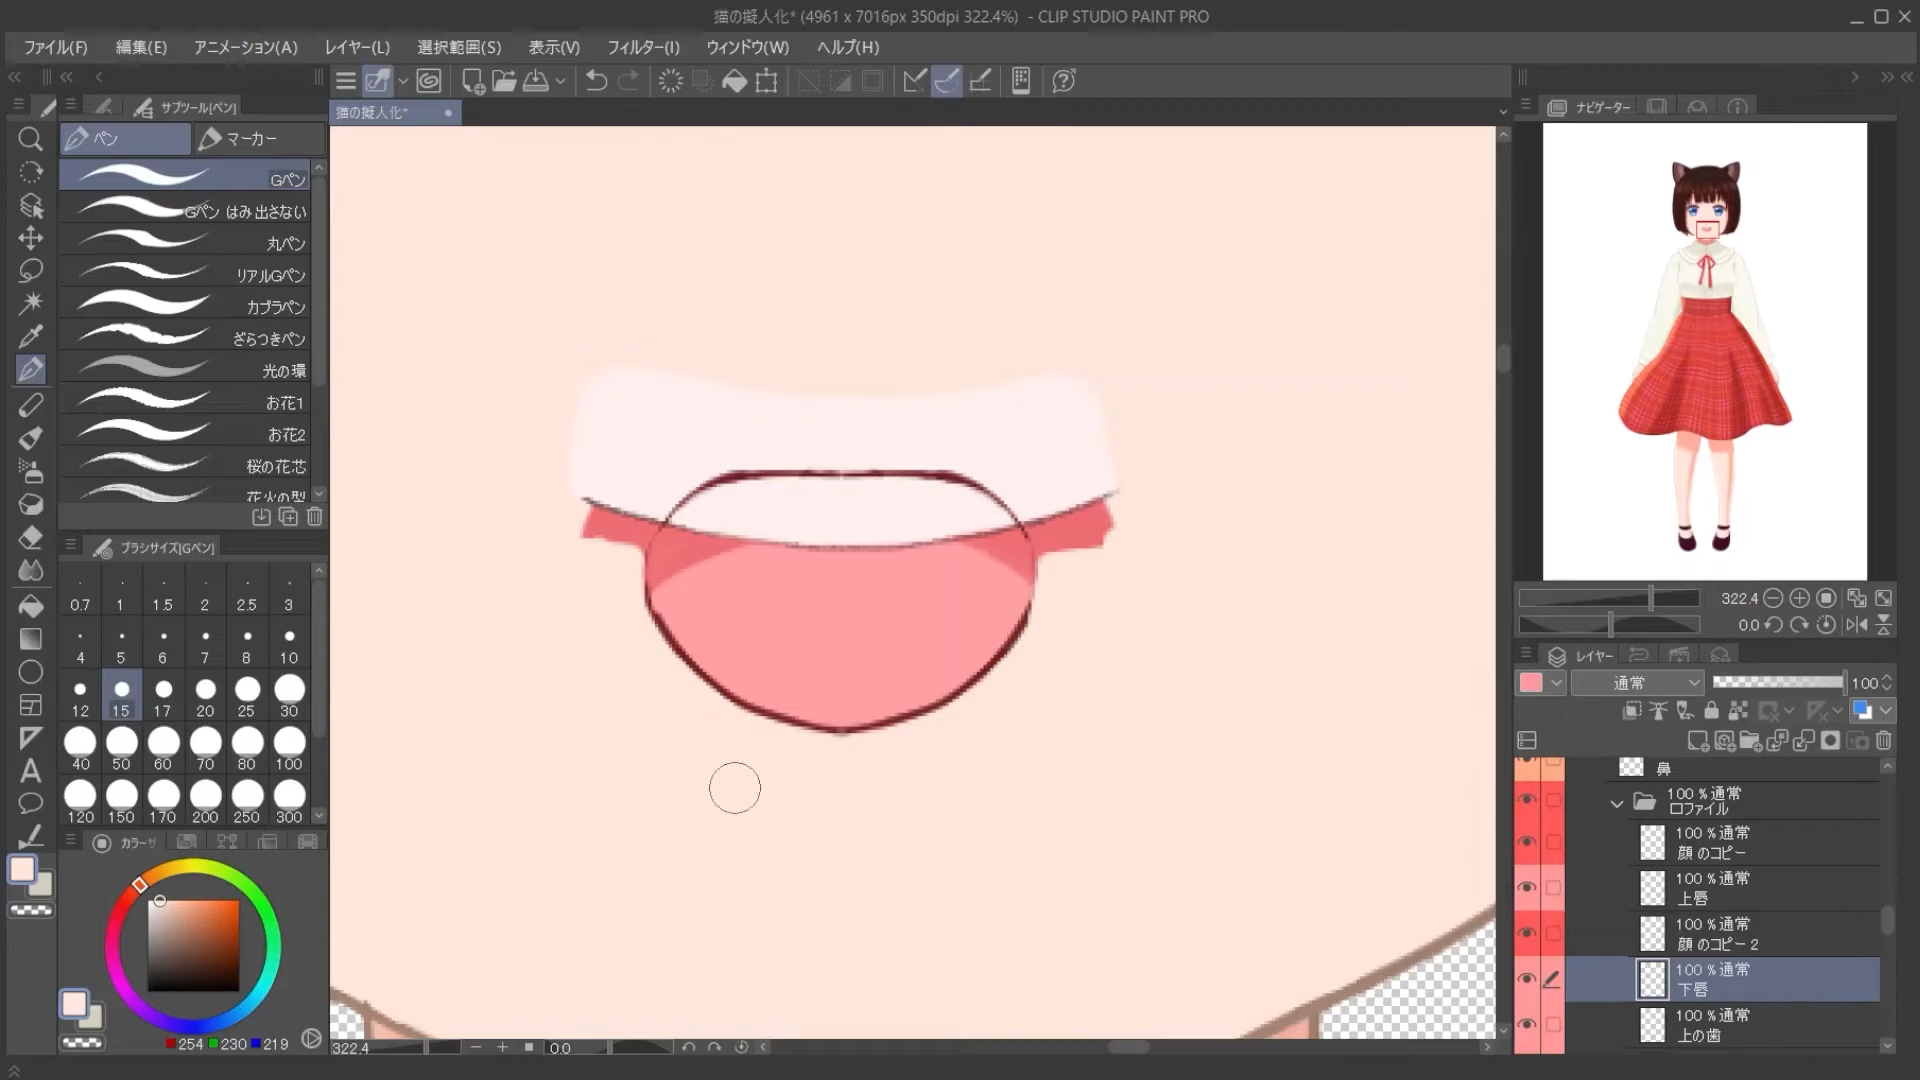 猫の擬人化* (4961 x 7016px 350dpi 322.4%) - CLIP STUDIO PAINT PRO
ファイル(F) 編集(E) アニメーション(A) レイヤー(L) 選択範囲(S) 表示(V) フィルター(I) ウィンドウ(W) ヘルプ(H)
サブツール[ペン]
猫の擬人化*
ナビゲーター
ペン マーカー
Gペン
Gペン はみ出さない
丸ペン
リアルGペン
カブラペン
ざらつきペン
光の環
お花1
お花2
桜の花芯
花火の型
ブラシサイズ[Gペン]
0.7 1 1.5 2 2.5 3
4 5 6 7 8 10
12 15 17 20 25 30
40 50 60 70 80 100
120 150 170 200 250 300
カラーサ
254 230 219
322.4 0.0
322.4
0.0
レイヤー
通常 100
鼻
100 %通常
口ファイル
100 %通常
顔 のコピー
100 %通常
上唇
100 %通常
顔 のコピー 2
100 %通常
下唇
100 %通常
上の歯